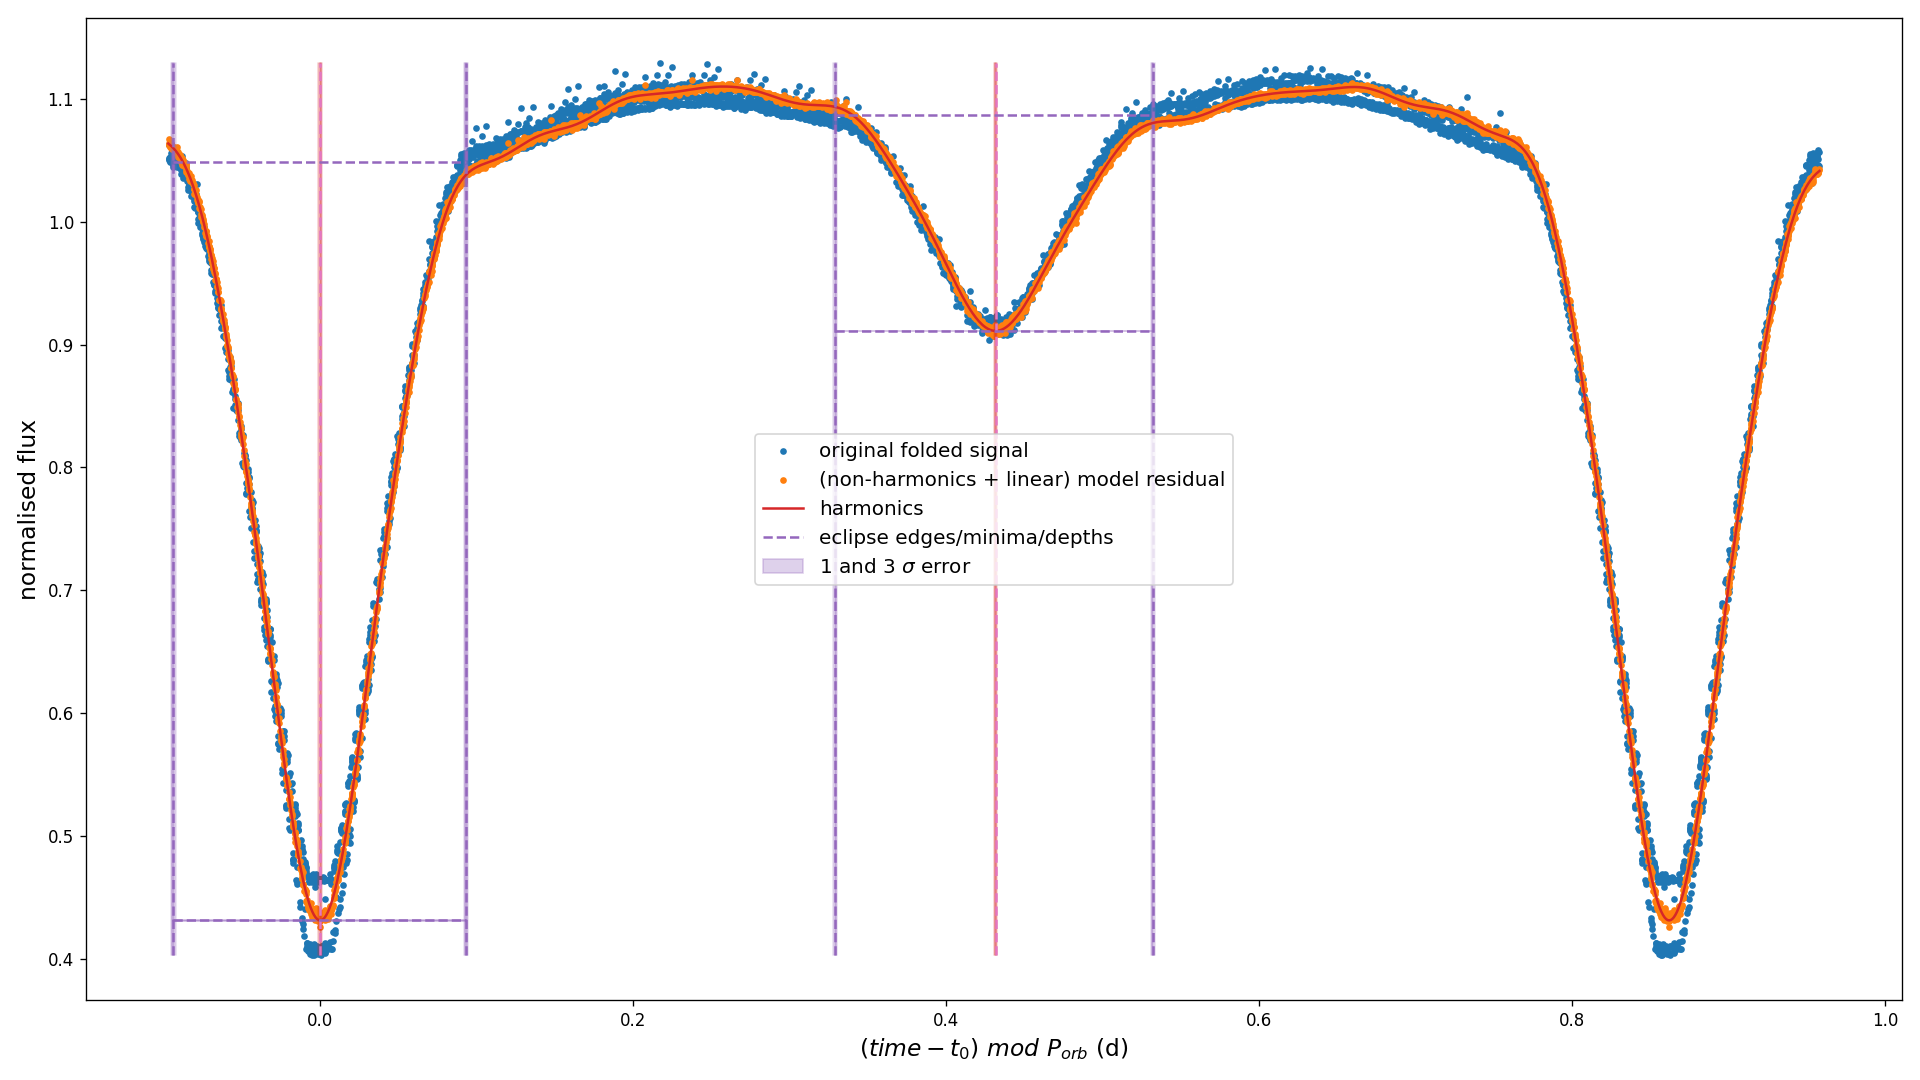 normalised flux
1.1
1.0
0.9
0.8
0.7
0.6
0.5
0.4
original folded signal
(non-harmonics + linear) model residual
harmonics
eclipse edges/minima/depths
1 and 3 σ error
0.0 0.2 0.4 0.6 0.8 1.0
(time − t₀) mod Pₒᵣb (d)